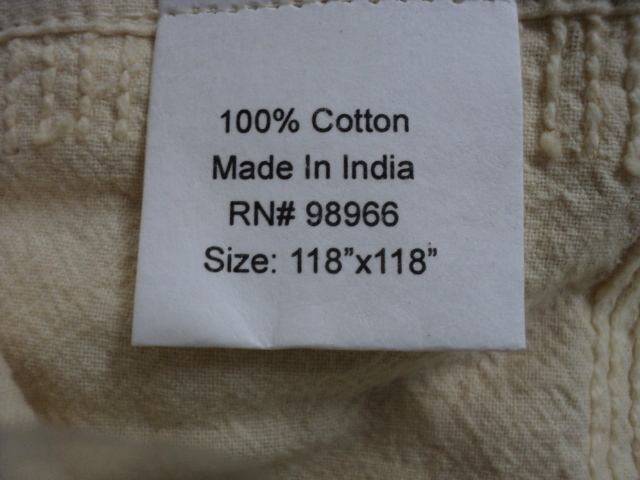 100% Cotton
Made In India
RN# 98966
Size: 118”x118”